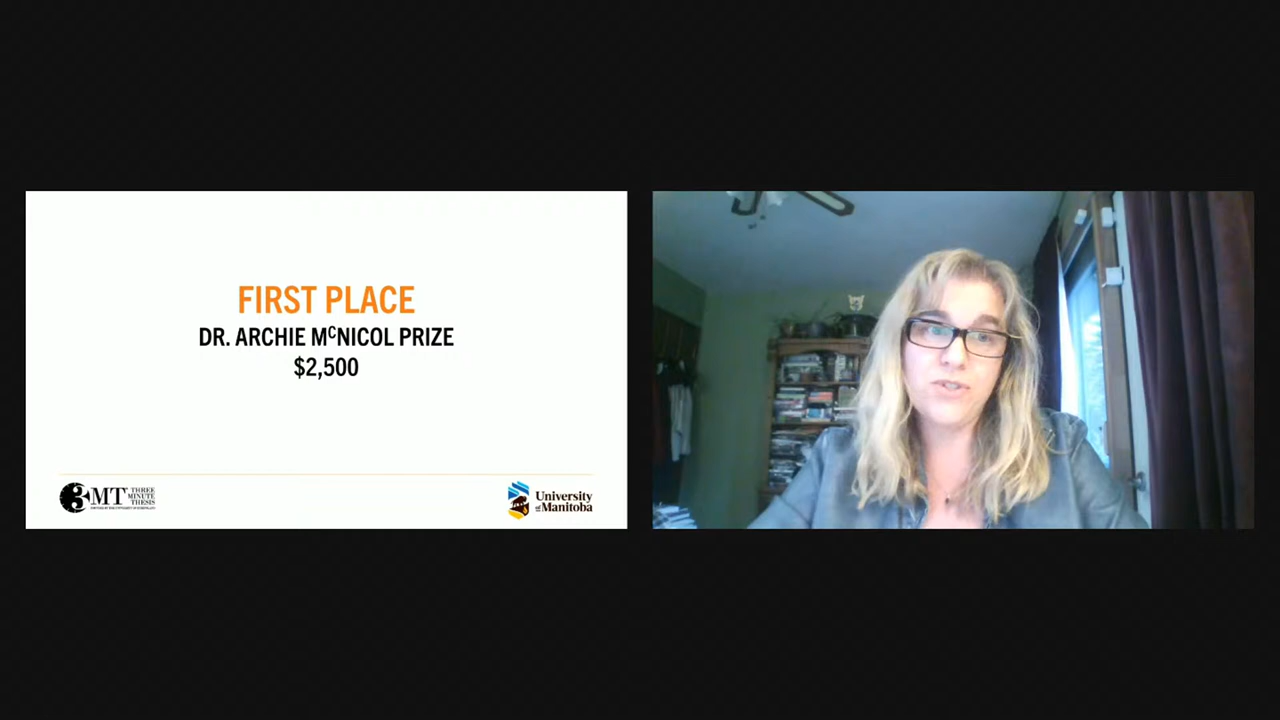 FIRST PLACE
DR. ARCHIE McNICOL PRIZE
$2,500
3MT THREE
MINUTE
THESIS
University
of Manitoba